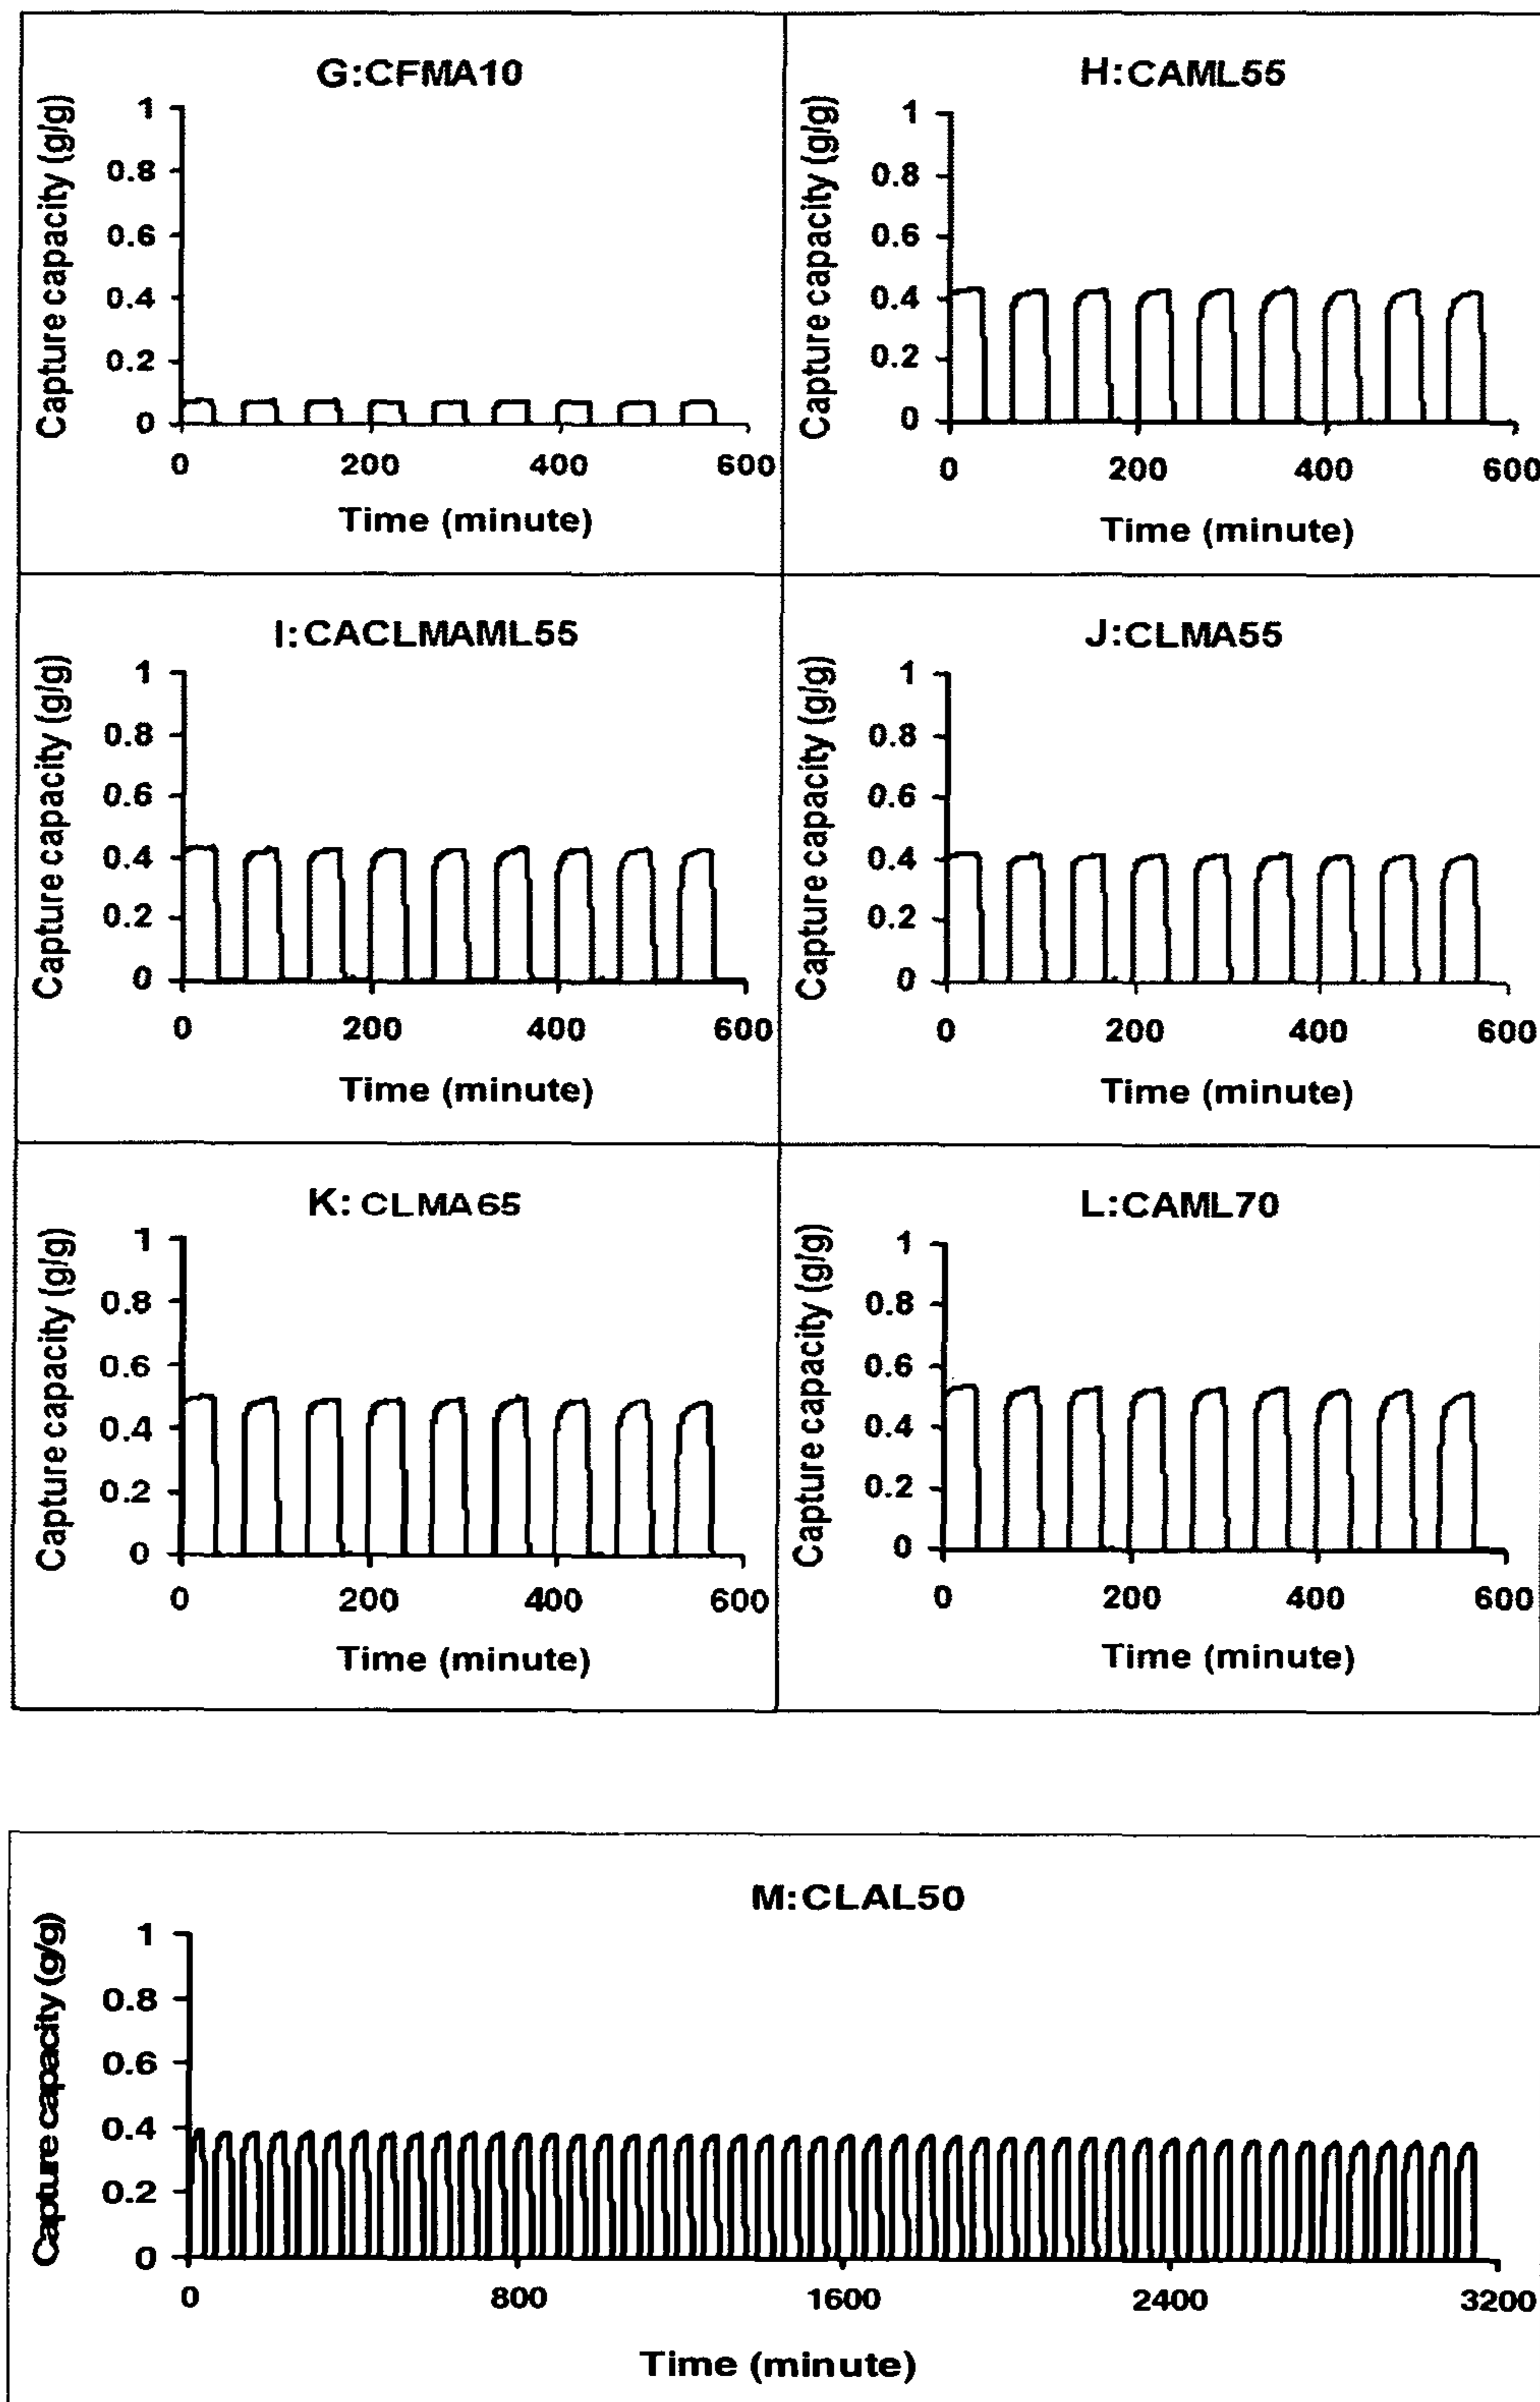 G:CFMA10
Capture capacity (g/g)
1
0.8
0.6
0.4
0.2
0
0 200 400 600
Time (minute)
H:CAML55
Capture capacity (g/g)
1
0.8
0.6
0.4
0.2
0
0 200 400 600
Time (minute)
I:CACLMAML55
Capture capacity (g/g)
1
0.8
0.6
0.4
0.2
0
0 200 400 600
Time (minute)
J:CLMA55
Capture capacity (g/g)
1
0.8
0.6
0.4
0.2
0
0 200 400 600
Time (minute)
K: CLMA65
Capture capacity (g/g)
1
0.8
0.6
0.4
0.2
0
0 200 400 600
Time (minute)
L:CAML70
Capture capacity (g/g)
1
0.8
0.6
0.4
0.2
0
0 200 400 600
Time (minute)
M:CLAL50
Capture capacity (g/g)
1
0.8
0.6
0.4
0.2
0
0 800 1600 2400 3200
Time (minute)